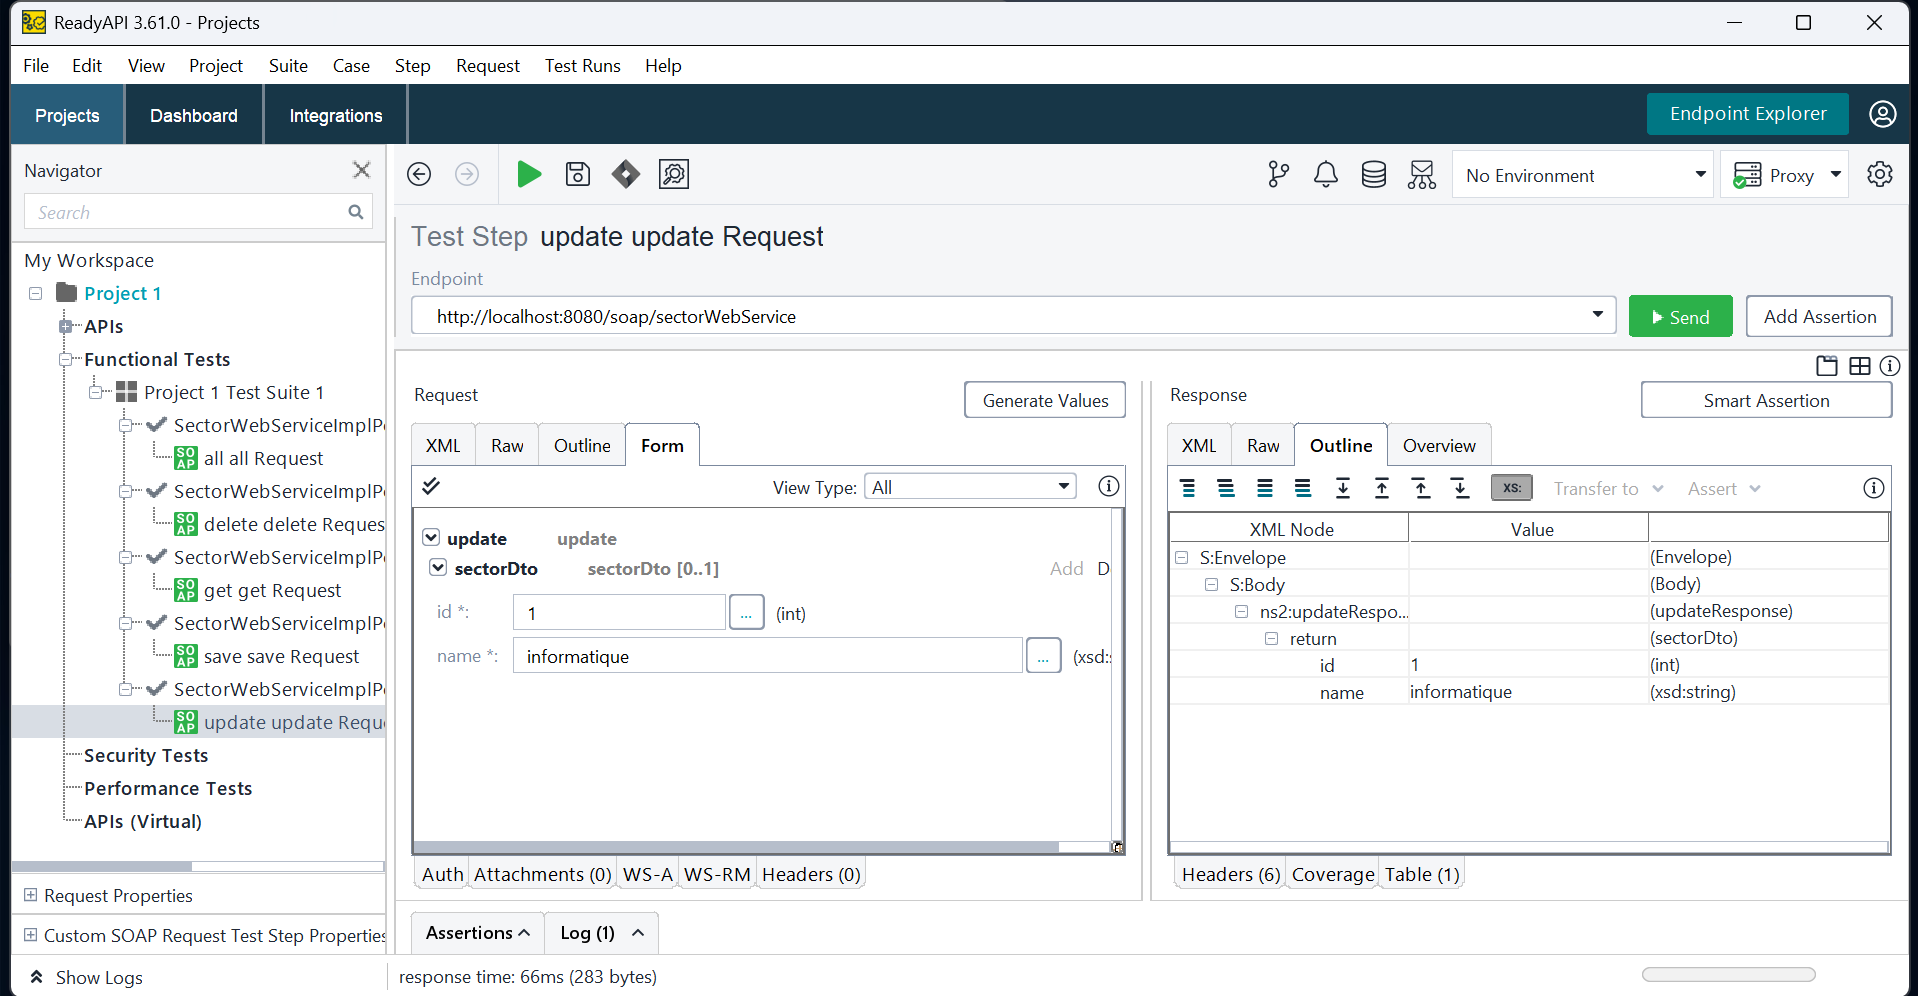 ReadyAPI 3.61.0 - Projects
File Edit View Project Suite Case Step Request Test Runs Help
Projects Dashboard Integrations Endpoint Explorer
Navigator
Search
My Workspace
Project 1
APIs
Functional Tests
Project 1 Test Suite 1
SectorWebServiceImplPo
all all Request
SectorWebServiceImplPo
delete delete Reques
SectorWebServiceImplPo
get get Request
SectorWebServiceImplPo
save save Request
SectorWebServiceImplPo
update update Reque
Security Tests
Performance Tests
APIs (Virtual)
Request Properties
Custom SOAP Request Test Step Properties
Show Logs
No Environment Proxy
Test Step update update Request
Endpoint
http://localhost:8080/soap/sectorWebService Send Add Assertion
Request Generate Values
XML Raw Outline Form
View Type: All
update update
sectorDto sectorDto [0..1] Add D
id *: 1 ... (int)
name *: informatique ... (xsd:s
Auth Attachments (0) WS-A WS-RM Headers (0)
Response Smart Assertion
XML Raw Outline Overview
XS: Transfer to Assert
XML Node Value
S:Envelope (Envelope)
S:Body (Body)
ns2:updateRespo... (updateResponse)
return (sectorDto)
id 1 (int)
name informatique (xsd:string)
Headers (6) Coverage Table (1)
Assertions Log (1)
response time: 66ms (283 bytes)